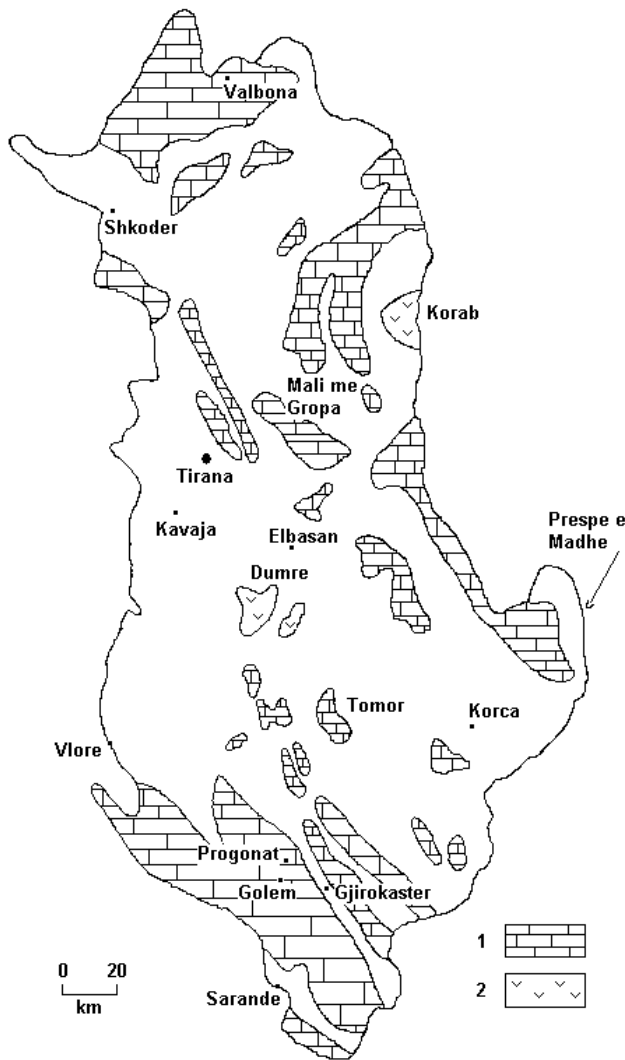 Valbona
Shkoder
Korab
Mali me
Gropa
Tirana
Kavaja
Elbasan
Prespe e
Madhe
Dumre
Tomor
Korca
Vlore
Progonat
Golem
Gjirokaster
1
0 20
km
2
Sarande